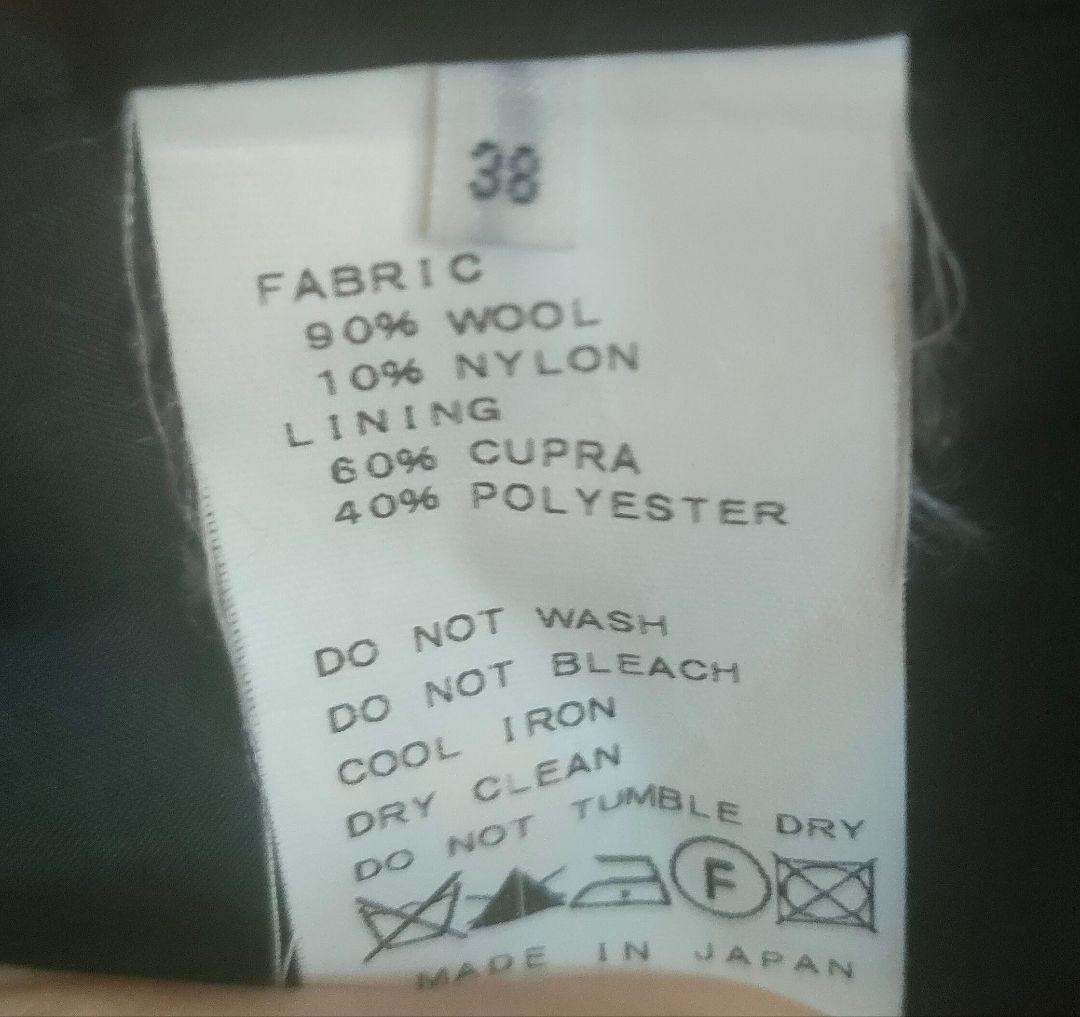 38
FABRIC
90% WOOL
10% NYLON
LINING
60% CUPRA
40% POLYESTER
DO NOT WASH
DO NOT BLEACH
COOL IRON
DRY CLEAN
DO NOT TUMBLE DRY
F
MADE IN JAPAN